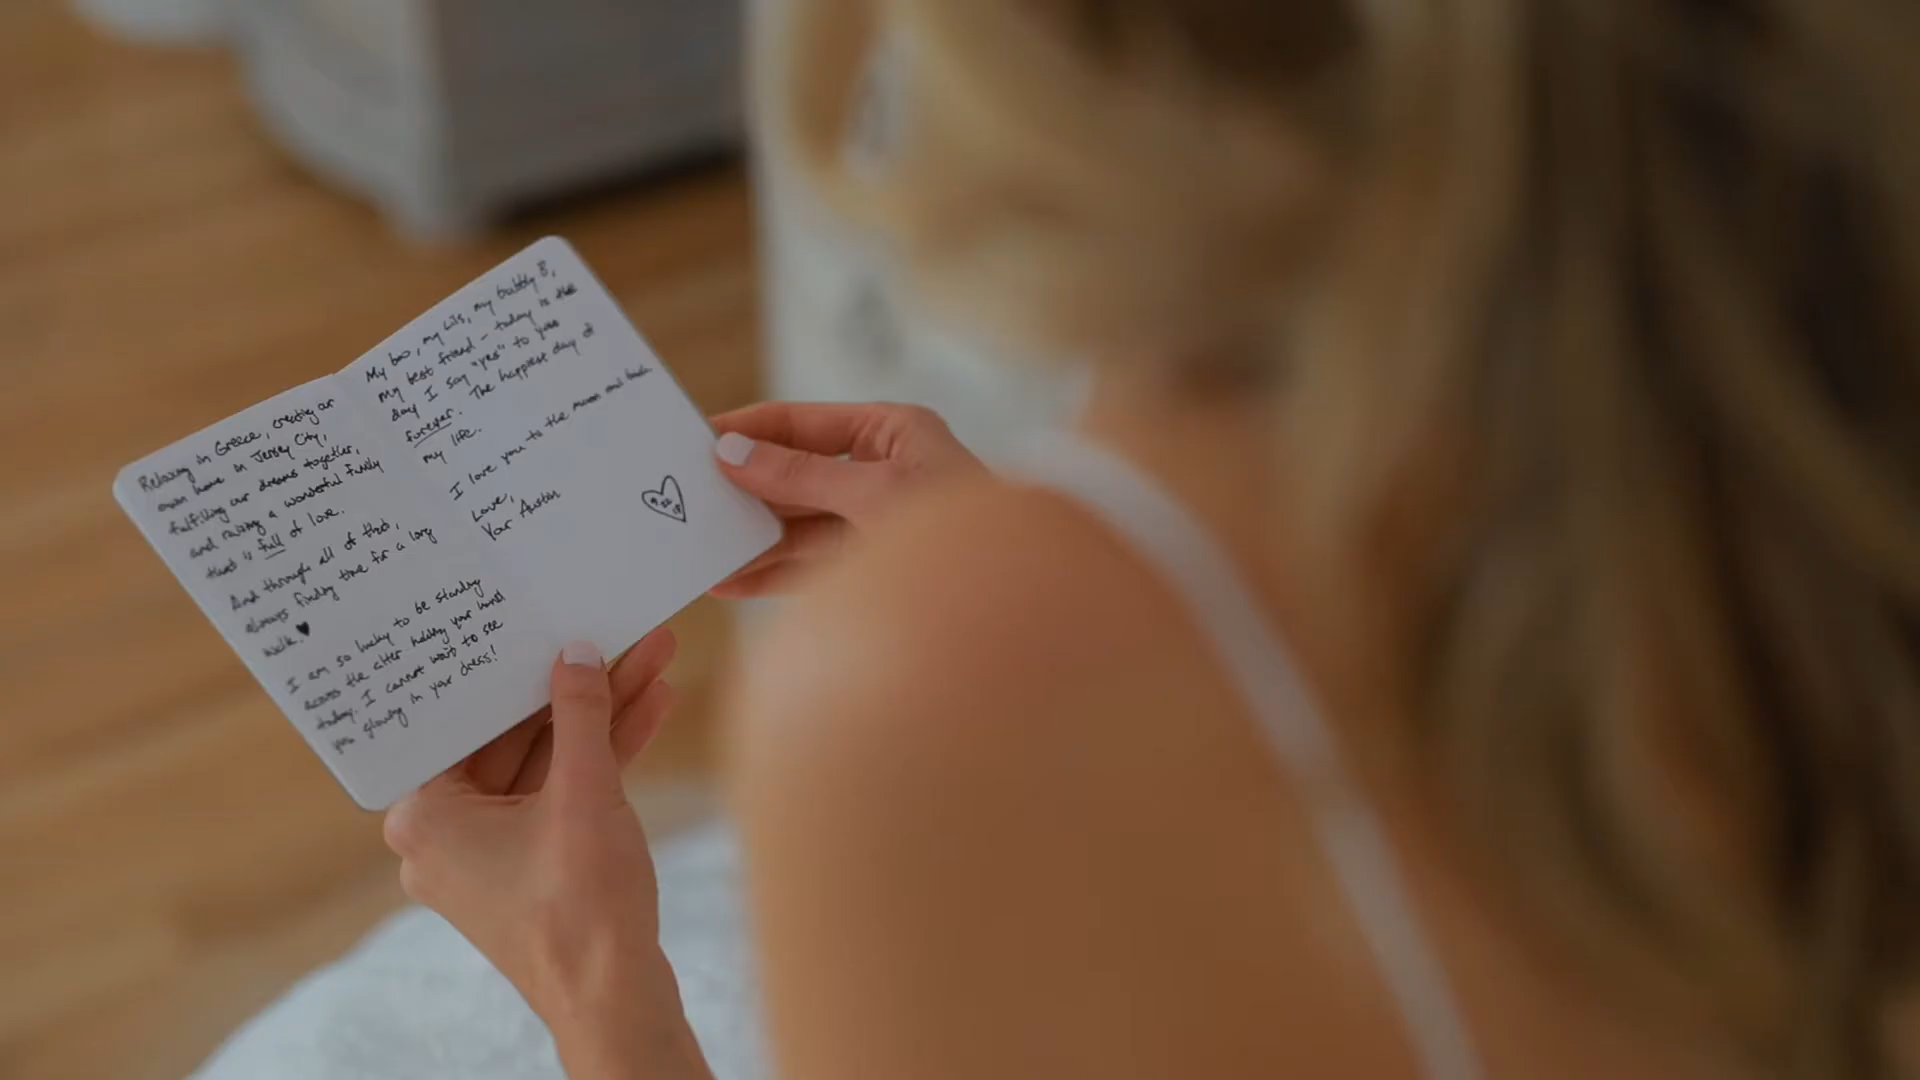 Relaxing in Greece, creating our
own home in Jersey City,
fulfilling our dreams together,
and raising a wonderful family
that is full of love.
And through all of that,
always finding time for a long
walk. ♥
I am so lucky to be standing
across the alter holding your hand
today. I cannot wait to see
you glowing in your dress!
My boo, my Lils, my bubbly B,
my best friend - today is the
day I say "yes" to you
forever. The happiest day of
my life.
I love you to the moon and back.
Love,
Your Austin